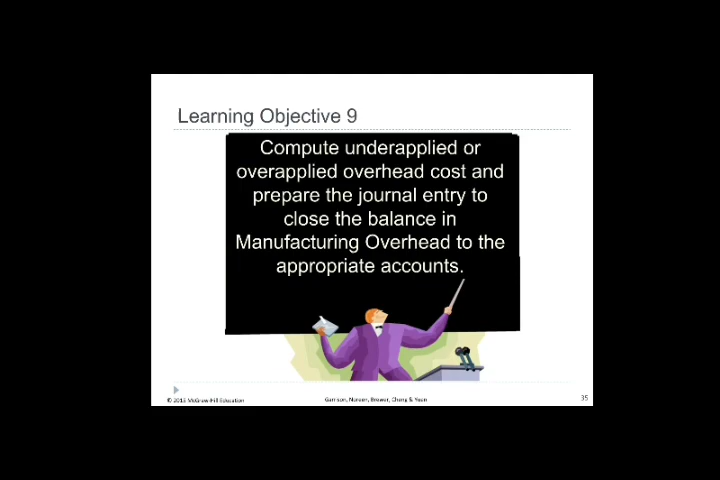 Learning Objective 9
Compute underapplied or
overapplied overhead cost and
prepare the journal entry to
close the balance in
Manufacturing Overhead to the
appropriate accounts.
© 2015 McGraw-Hill Education
Garrison, Noreen, Brewer, Cheng & Yuen
35